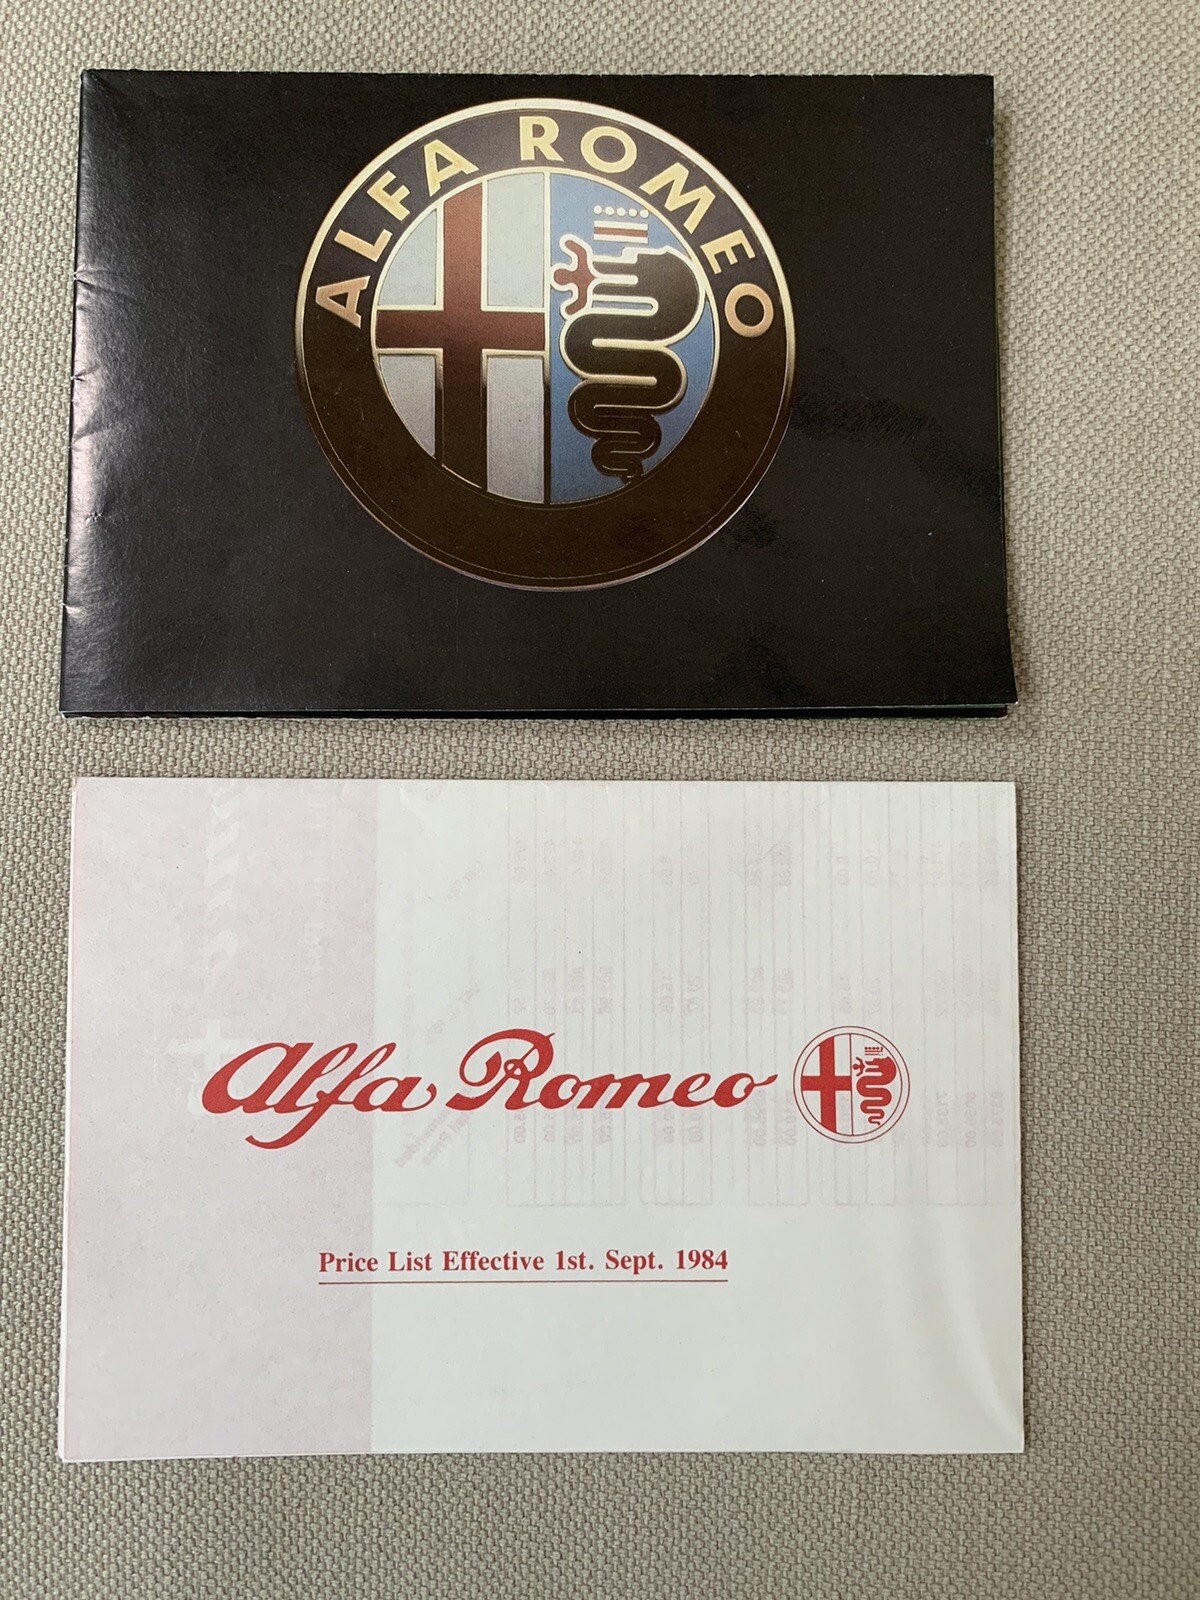 ALFA ROMEO
Alfa Romeo
Price List Effective 1st. Sept. 1984